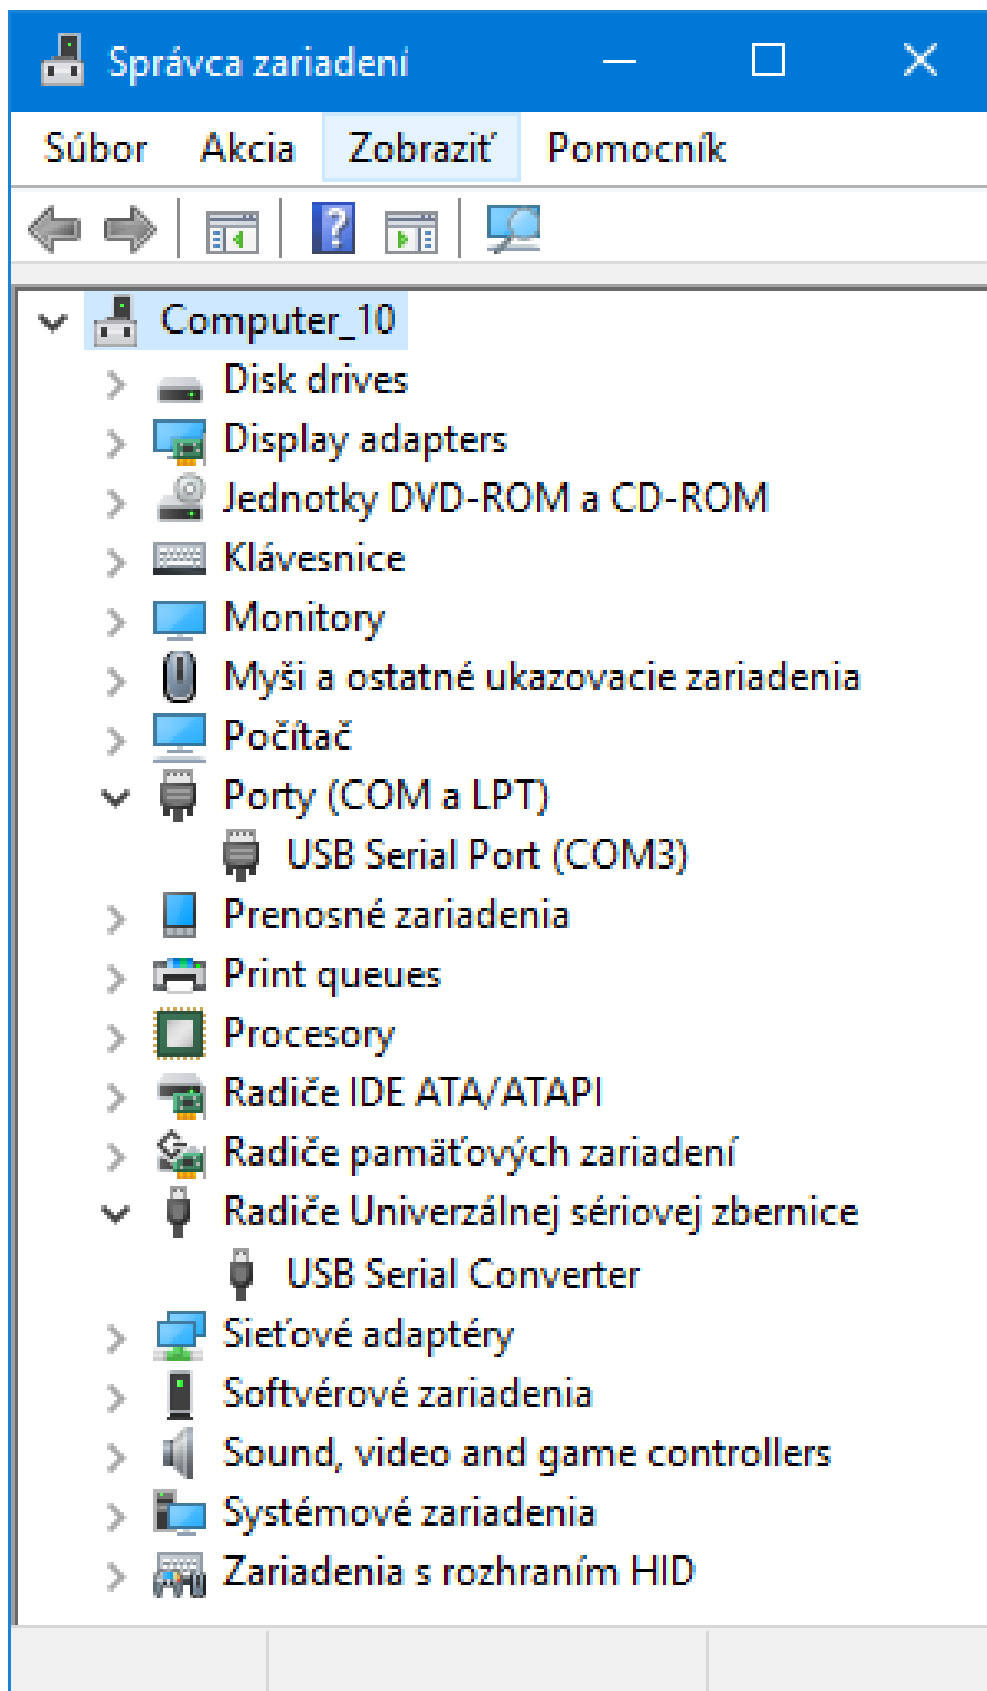 Správca zariadení
Súbor Akcia Zobraziť Pomocník
Computer_10
Disk drives
Display adapters
Jednotky DVD-ROM a CD-ROM
Klávesnice
Monitory
Myši a ostatné ukazovacie zariadenia
Počítač
Porty (COM a LPT)
USB Serial Port (COM3)
Prenosné zariadenia
Print queues
Procesory
Radiče IDE ATA/ATAPI
Radiče pamäťových zariadení
Radiče Univerzálnej sériovej zbernice
USB Serial Converter
Sieťové adaptéry
Softvérové zariadenia
Sound, video and game controllers
Systémové zariadenia
Zariadenia s rozhraním HID